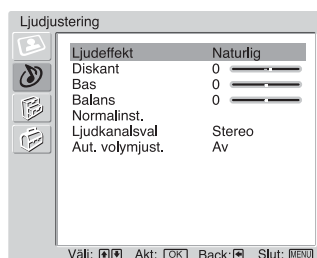 Ljudjustering
Ljudeffekt Naturlig
Diskant 0
Bas 0
Balans 0
Normalinst.
Ljudkanalsval Stereo
Aut. volymjust. Av
Välj: Akt: OK Back: Slut: MENU